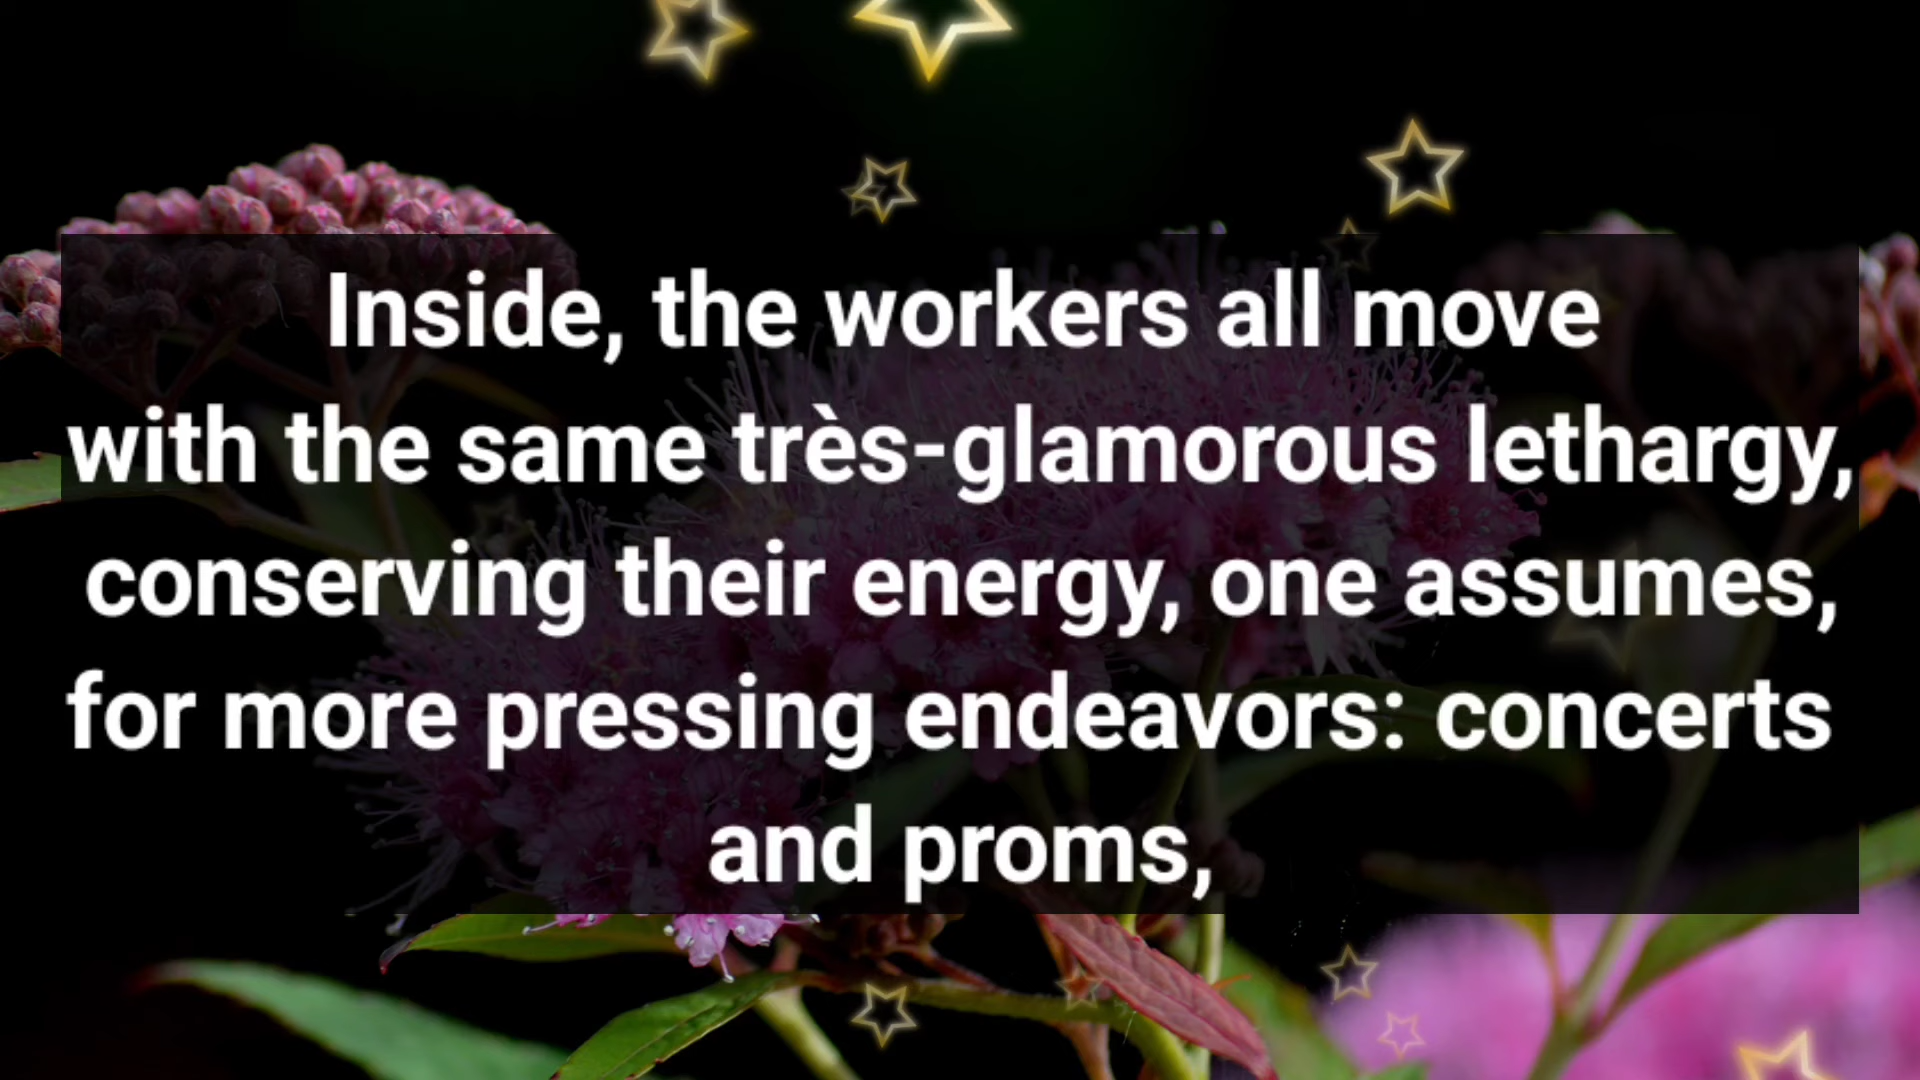 Inside, the workers all move
with the same très-glamorous lethargy,
conserving their energy, one assumes,
for more pressing endeavors: concerts
and proms,